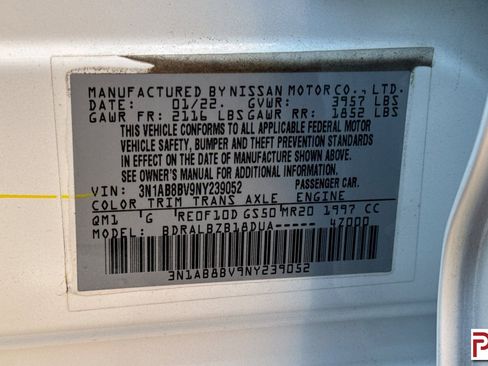 MANUFACTURED BY NISSAN MOTOR CO., LTD.
DATE: 01/22. GVWR: 3957 LBS
GAWR FR: 2116 LBS GAWR RR: 1852 LBS
THIS VEHICLE CONFORMS TO ALL APPLICABLE FEDERAL MOTOR
VEHICLE SAFETY, BUMPER AND THEFT PREVENTION STANDARDS
IN EFFECT ON THE DATE OF MANUFACTURE SHOWN ABOVE.
See Manual For Additional Loading Information.
VIN: 3N1AB8BV9NY239052 PASSENGER CAR
COLOR TRIM TRANS AXLE ENGINE
QM1 G RE0F10D GS50 MR20 1997 CC
MODEL: BDRALBZB18DUA----- 4Z000
3N1AB8BV9NY239052
P